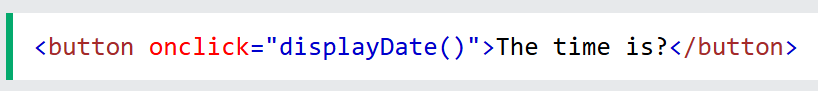 <button onclick="displayDate()">The time is?</button>